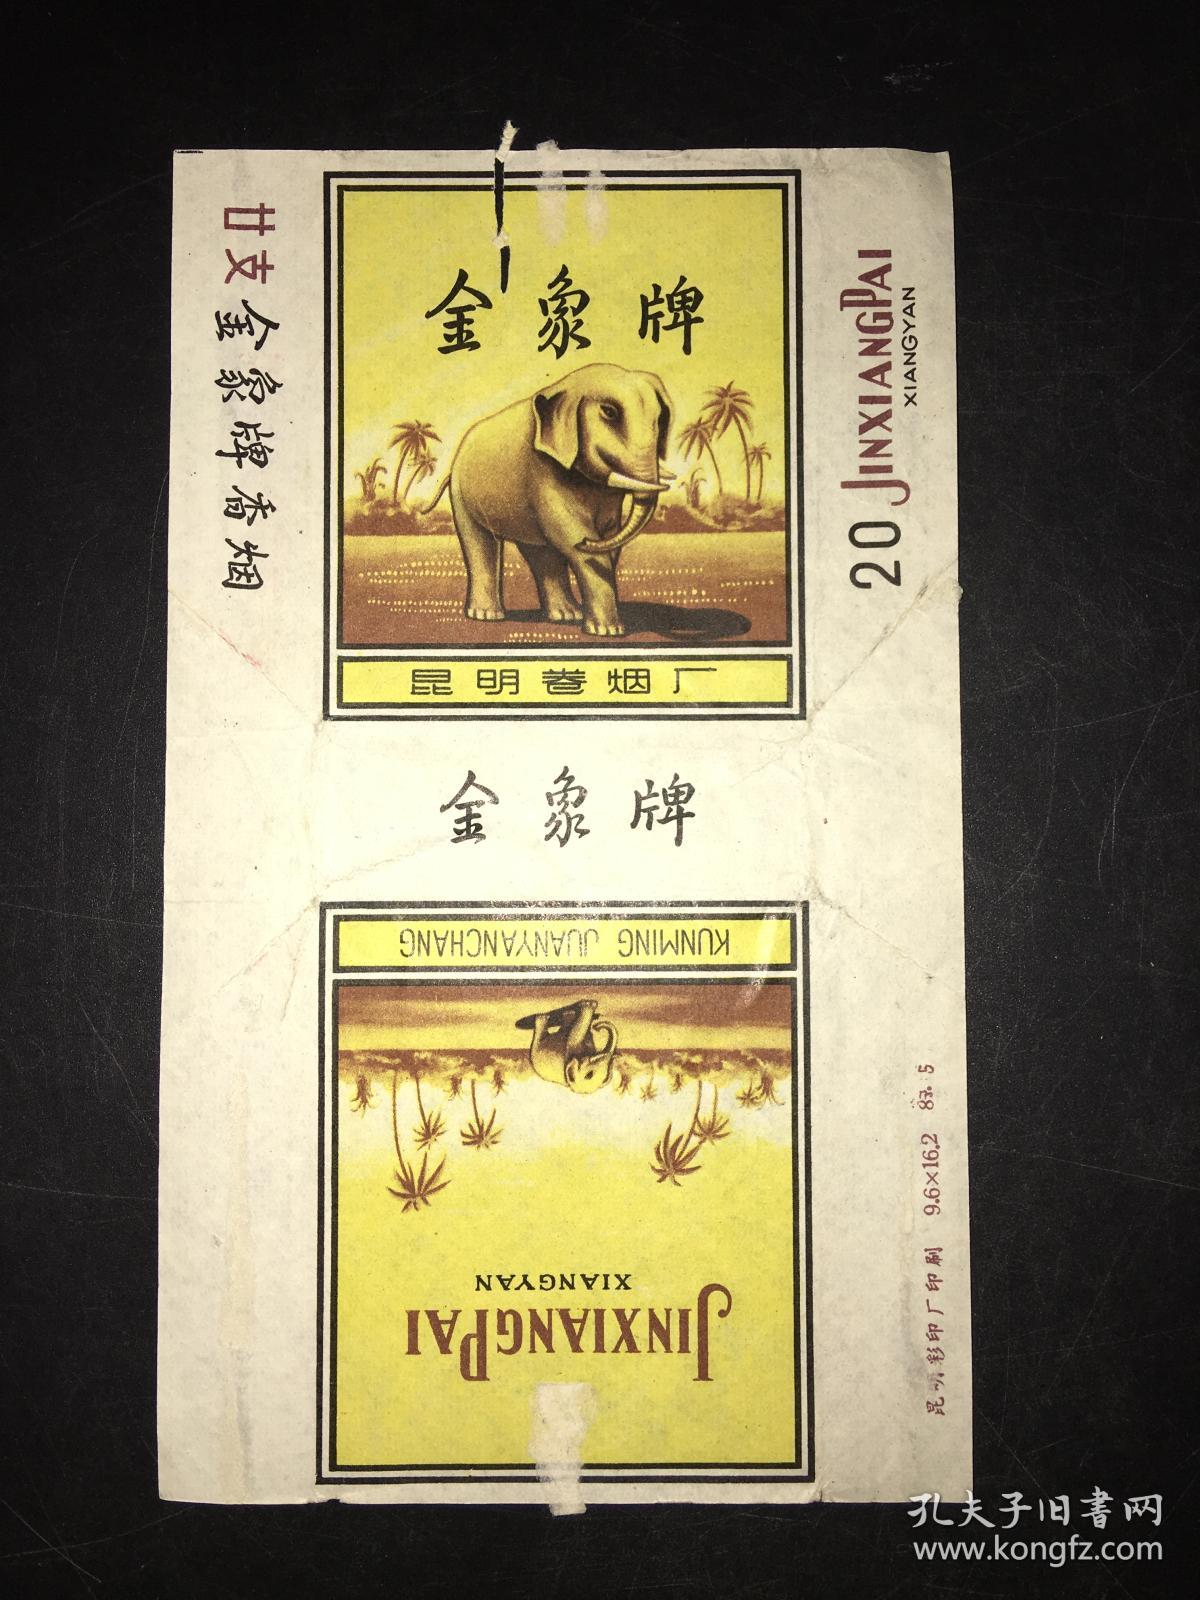 廿支金象牌香烟
金象牌
昆明卷烟厂
20 JINXIANGPAI
XIANGYAN
金象牌
KUNMING JUANYANCHANG
XIANGYAN
JINXIANGPAI
昆明彩印厂印刷 9.6×16.2 87.5
孔夫子旧书网
www.kongfz.com